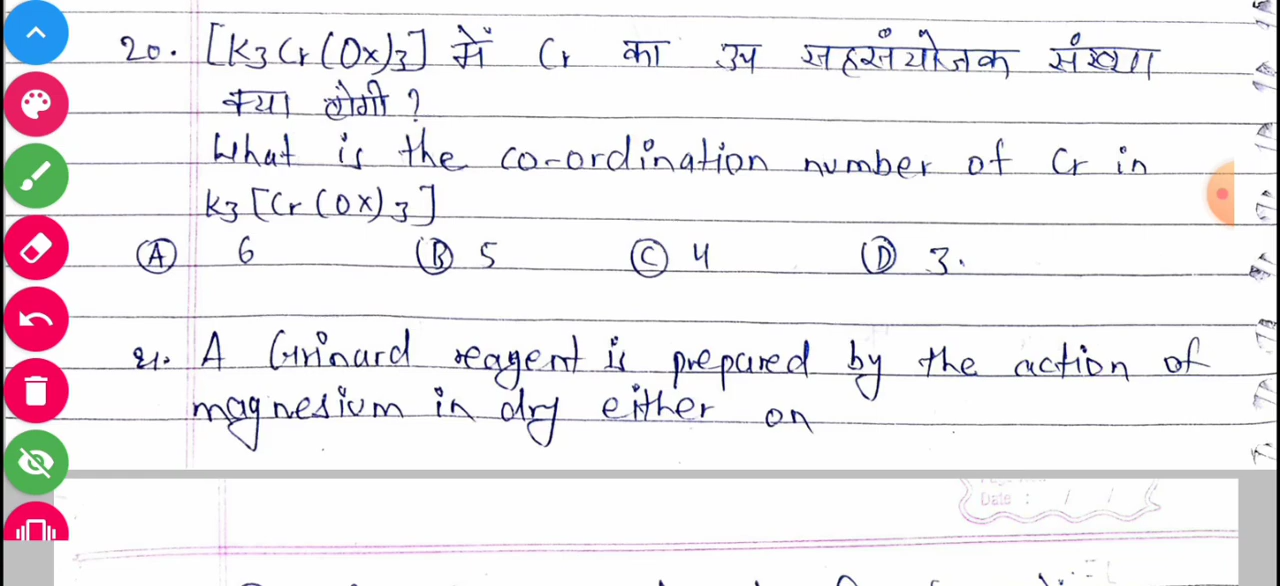 20. [K3Cr(Ox)3] में Cr का उप सहसंयोजक संख्या
क्या होगी ?
What is the co-ordination number of Cr in
K3[Cr(Ox)3]
(A) 6 (B) 5 (C) 4 (D) 3.
21. A Grinard reagent is prepared by the action of
magnesium in dry either on
Date : / /